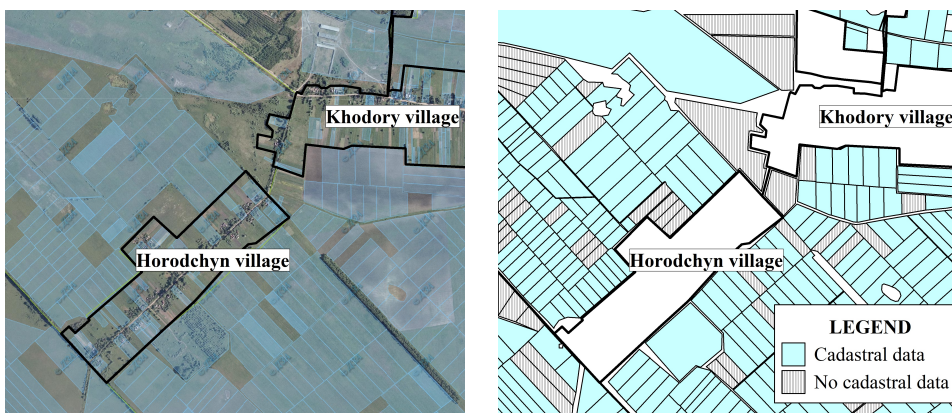 Khodory village
Horodchyn village
Khodory village
Horodchyn village
LEGEND
Cadastral data
No cadastral data